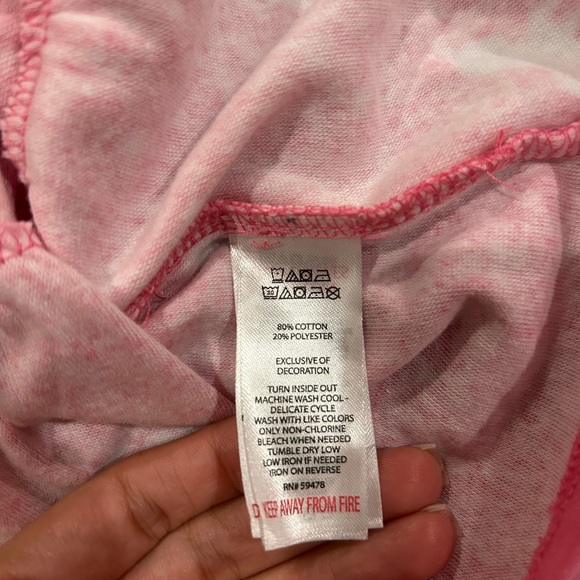 80% COTTON
20% POLYESTER
EXCLUSIVE OF
DECORATION
TURN INSIDE OUT
MACHINE WASH COOL -
DELICATE CYCLE
WASH WITH LIKE COLORS
ONLY NON-CHLORINE
BLEACH WHEN NEEDED
TUMBLE DRY LOW
LOW IRON IF NEEDED
IRON ON REVERSE
RN# 59478
KEEP AWAY FROM FIRE